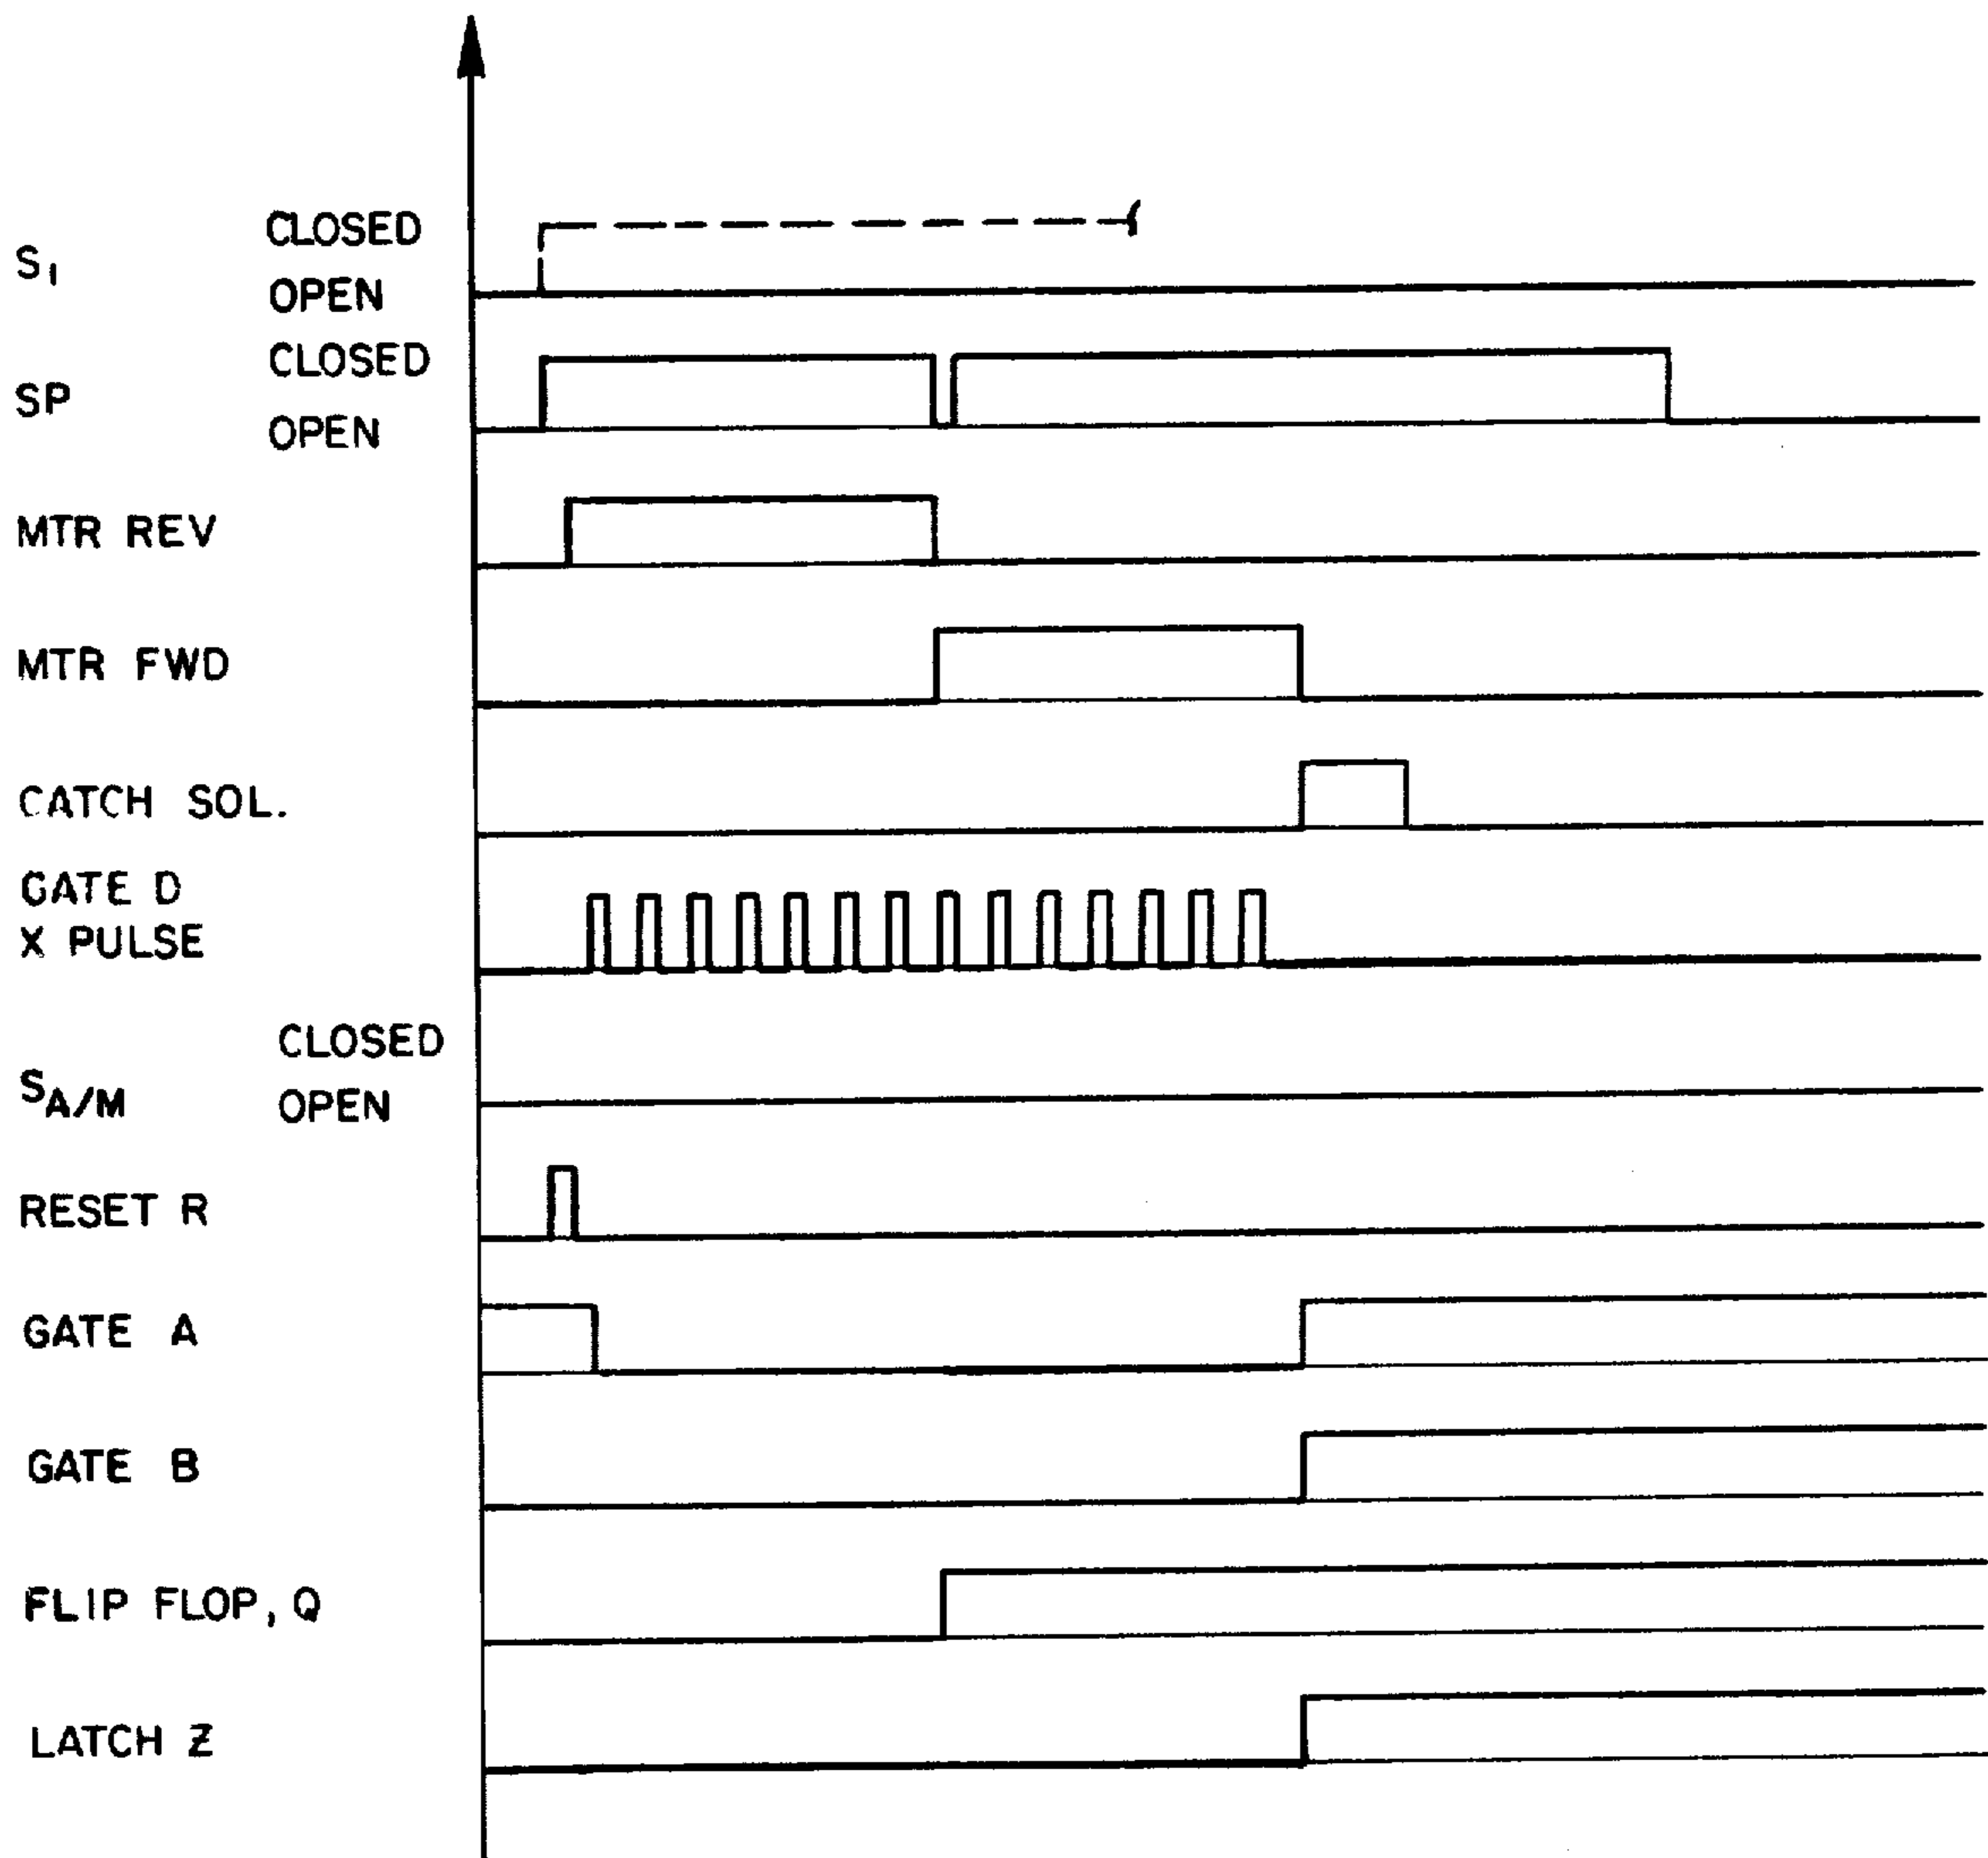 CLOSED
S1
OPEN
CLOSED
SP
OPEN
MTR REV
MTR FWD
CATCH SOL.
GATE D
X PULSE
CLOSED
SA/M
OPEN
RESET R
GATE A
GATE B
FLIP FLOP, Q
LATCH Z